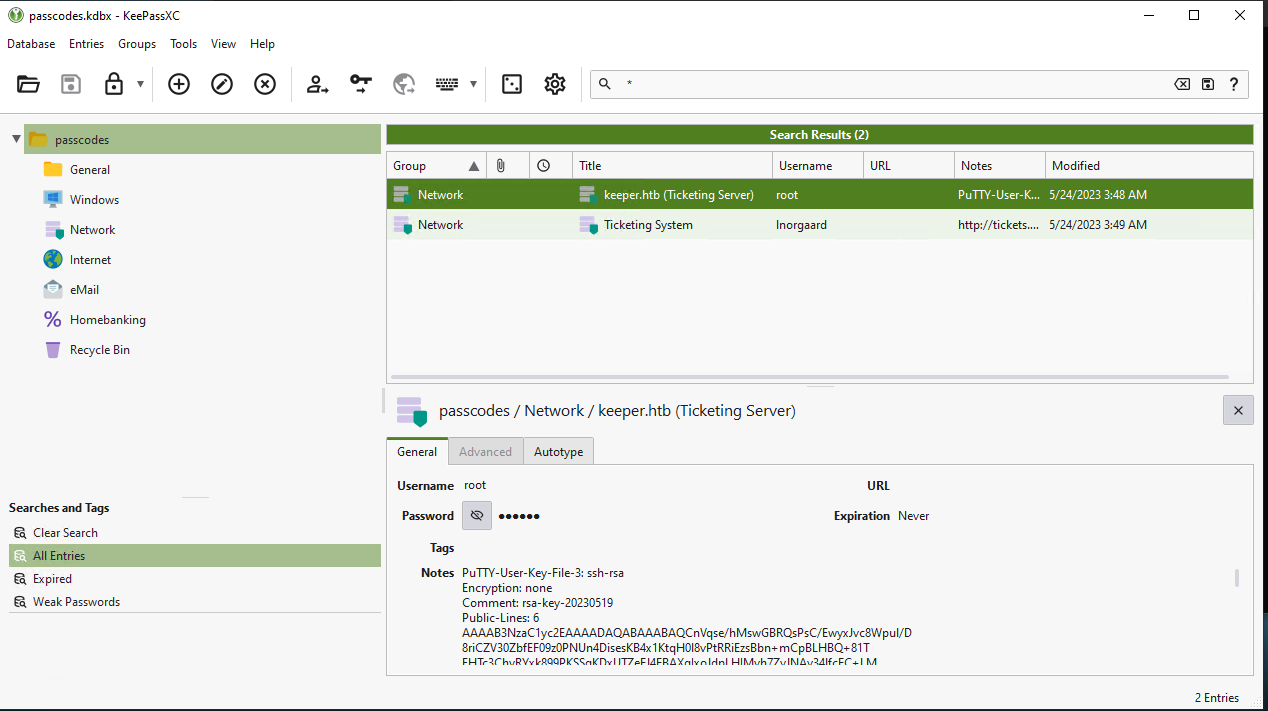 passcodes.kdbx - KeePassXC
Database Entries Groups Tools View Help
*
?
passcodes
General
Windows
Network
Internet
eMail
Homebanking
Recycle Bin
Searches and Tags
Clear Search
All Entries
Expired
Weak Passwords
Search Results (2)
Group Title Username URL Notes Modified
Network keeper.htb (Ticketing Server) root PuTTY-User-K... 5/24/2023 3:48 AM
Network Ticketing System lnorgaard http://tickets.... 5/24/2023 3:49 AM
passcodes / Network / keeper.htb (Ticketing Server)
General Advanced Autotype
Username root URL
Password ●●●●●● Expiration Never
Tags
Notes PuTTY-User-Key-File-3: ssh-rsa
Encryption: none
Comment: rsa-key-20230519
Public-Lines: 6
AAAAB3NzaC1yc2EAAAADAQABAAABAQCnVqse/hMswGBRQsPsC/EwyxJvc8Wpul/D
8riCZV30ZbfEF09z0PNUn4DisesKB4x1KtqH0l8vPtRRiEzsBbn+mCpBLHBQ+81T
2 Entries